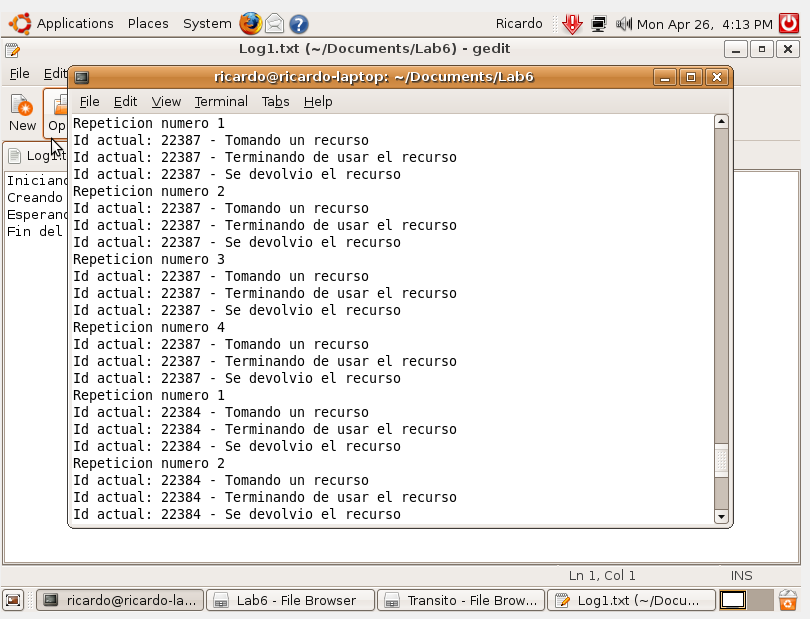 Applications Places System Ricardo Mon Apr 26, 4:13 PM
Log1.txt (~/Documents/Lab6) - gedit
File Edit
ricardo@ricardo-laptop: ~/Documents/Lab6
File Edit View Terminal Tabs Help
New Op
Log1.t
Iniciand
Creando
Esperand
Fin del
Repeticion numero 1
Id actual: 22387 - Tomando un recurso
Id actual: 22387 - Terminando de usar el recurso
Id actual: 22387 - Se devolvio el recurso
Repeticion numero 2
Id actual: 22387 - Tomando un recurso
Id actual: 22387 - Terminando de usar el recurso
Id actual: 22387 - Se devolvio el recurso
Repeticion numero 3
Id actual: 22387 - Tomando un recurso
Id actual: 22387 - Terminando de usar el recurso
Id actual: 22387 - Se devolvio el recurso
Repeticion numero 4
Id actual: 22387 - Tomando un recurso
Id actual: 22387 - Terminando de usar el recurso
Id actual: 22387 - Se devolvio el recurso
Repeticion numero 1
Id actual: 22384 - Tomando un recurso
Id actual: 22384 - Terminando de usar el recurso
Id actual: 22384 - Se devolvio el recurso
Repeticion numero 2
Id actual: 22384 - Tomando un recurso
Id actual: 22384 - Terminando de usar el recurso
Id actual: 22384 - Se devolvio el recurso
Ln 1, Col 1 INS
ricardo@ricardo-la... Lab6 - File Browser Transito - File Brow... Log1.txt (~/Docu...